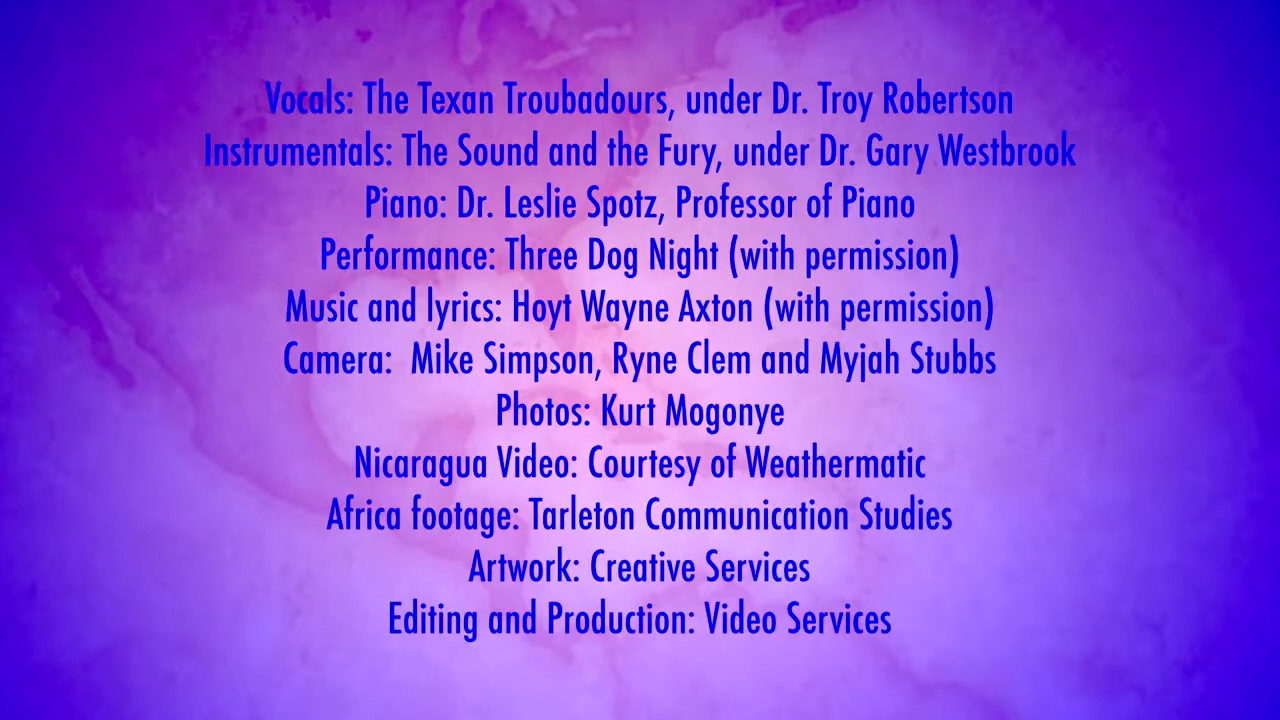 Vocals: The Texan Troubadours, under Dr. Troy Robertson
Instrumentals: The Sound and the Fury, under Dr. Gary Westbrook
Piano: Dr. Leslie Spotz, Professor of Piano
Performance: Three Dog Night (with permission)
Music and lyrics: Hoyt Wayne Axton (with permission)
Camera:  Mike Simpson, Ryne Clem and Myjah Stubbs
Photos: Kurt Mogonye
Nicaragua Video: Courtesy of Weathermatic
Africa footage: Tarleton Communication Studies
Artwork: Creative Services
Editing and Production: Video Services